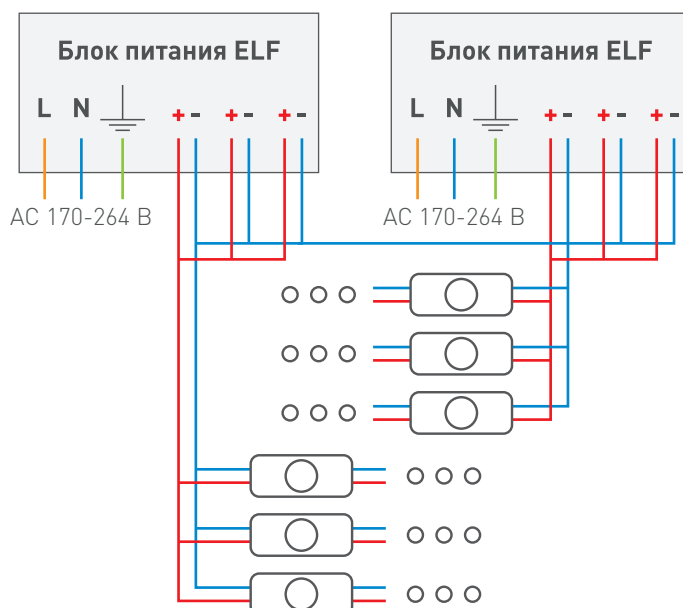 Блок питания ELF
Блок питания ELF
L N + - + - + -
L N + - + - + -
AC 170-264 В
AC 170-264 В